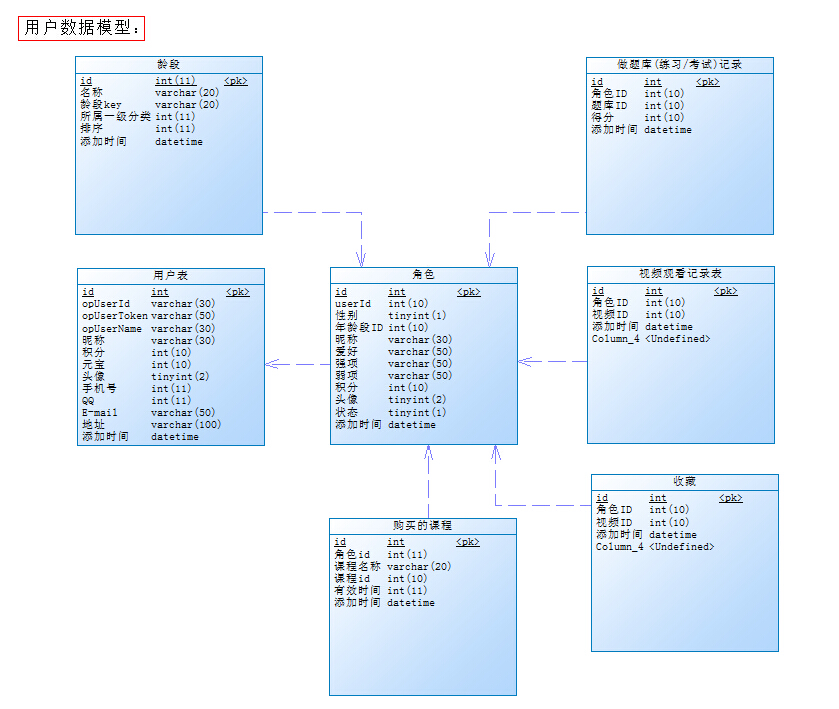 用户数据模型：
龄段
id int(11) <pk>
名称 varchar(20)
龄段key varchar(20)
所属一级分类 int(11)
排序 int(11)
添加时间 datetime
做题库(练习/考试)记录
id int <pk>
角色ID int(10)
题库ID int(10)
得分 int(10)
添加时间 datetime
用户表
id int <pk>
opUserId varchar(30)
opUserToken varchar(50)
opUserName varchar(30)
昵称 varchar(30)
积分 int(10)
元宝 int(10)
头像 tinyint(2)
手机号 int(11)
QQ int(11)
E-mail varchar(50)
地址 varchar(100)
添加时间 datetime
角色
id int <pk>
userId int(10)
性别 tinyint(1)
年龄段ID int(10)
昵称 varchar(30)
爱好 varchar(50)
强项 varchar(50)
弱项 varchar(50)
积分 int(10)
头像 tinyint(2)
状态 tinyint(1)
添加时间 datetime
视频观看记录表
id int <pk>
角色ID int(10)
视频ID int(10)
添加时间 datetime
Column_4 <Undefined>
购买的课程
id int <pk>
角色id int(11)
课程名称 varchar(20)
课程id int(10)
有效时间 int(11)
添加时间 datetime
收藏
id int <pk>
角色ID int(10)
视频ID int(10)
添加时间 datetime
Column_4 <Undefined>